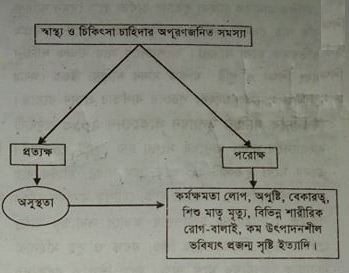 স্বাস্থ্য ও চিকিৎসা চাহিদার অপূরণজনিত সমস্যা
প্রত্যক্ষ
পরোক্ষ
অসুস্থতা
কর্মক্ষমতা লোপ, অপুষ্টি, বেকারত্ব,
শিশু মাতৃ মৃত্যু, বিভিন্ন শারীরিক
রোগ-বালাই, কম উৎপাদনশীল
ভবিষ্যৎ প্রজন্ম সৃষ্টি ইত্যাদি।